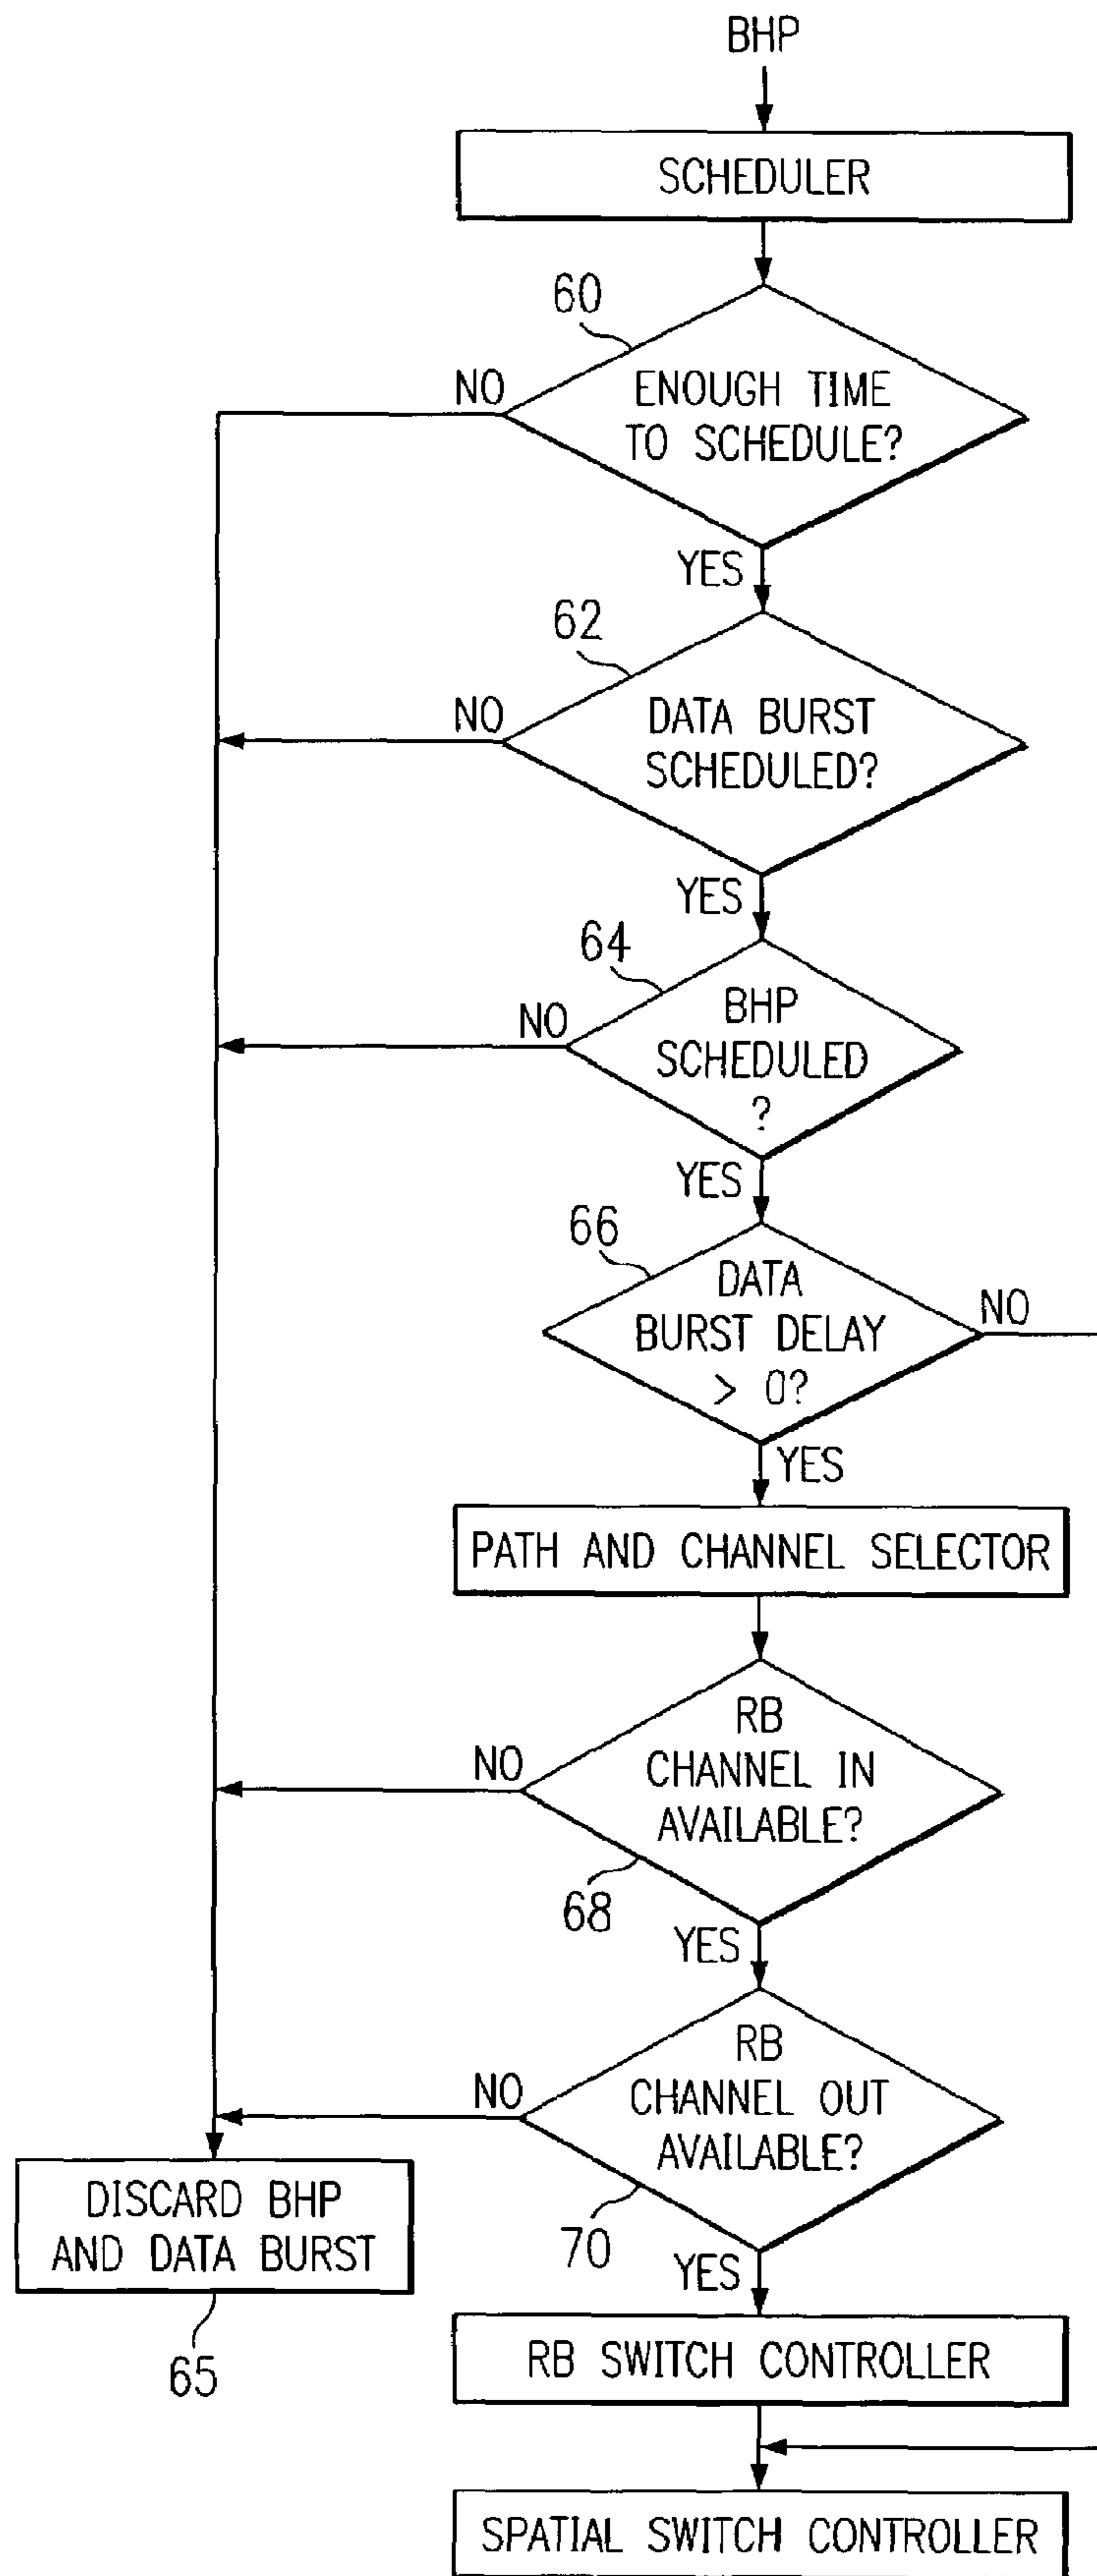 BHP
SCHEDULER
60
NO
ENOUGH TIME
TO SCHEDULE?
YES
62
NO
DATA BURST
SCHEDULED?
YES
64
NO
BHP
SCHEDULED
?
YES
66
DATA
BURST DELAY
> 0?
NO
YES
PATH AND CHANNEL SELECTOR
RB
CHANNEL IN
AVAILABLE?
NO
68
YES
RB
CHANNEL OUT
AVAILABLE?
NO
70
YES
DISCARD BHP
AND DATA BURST
65
RB SWITCH CONTROLLER
SPATIAL SWITCH CONTROLLER